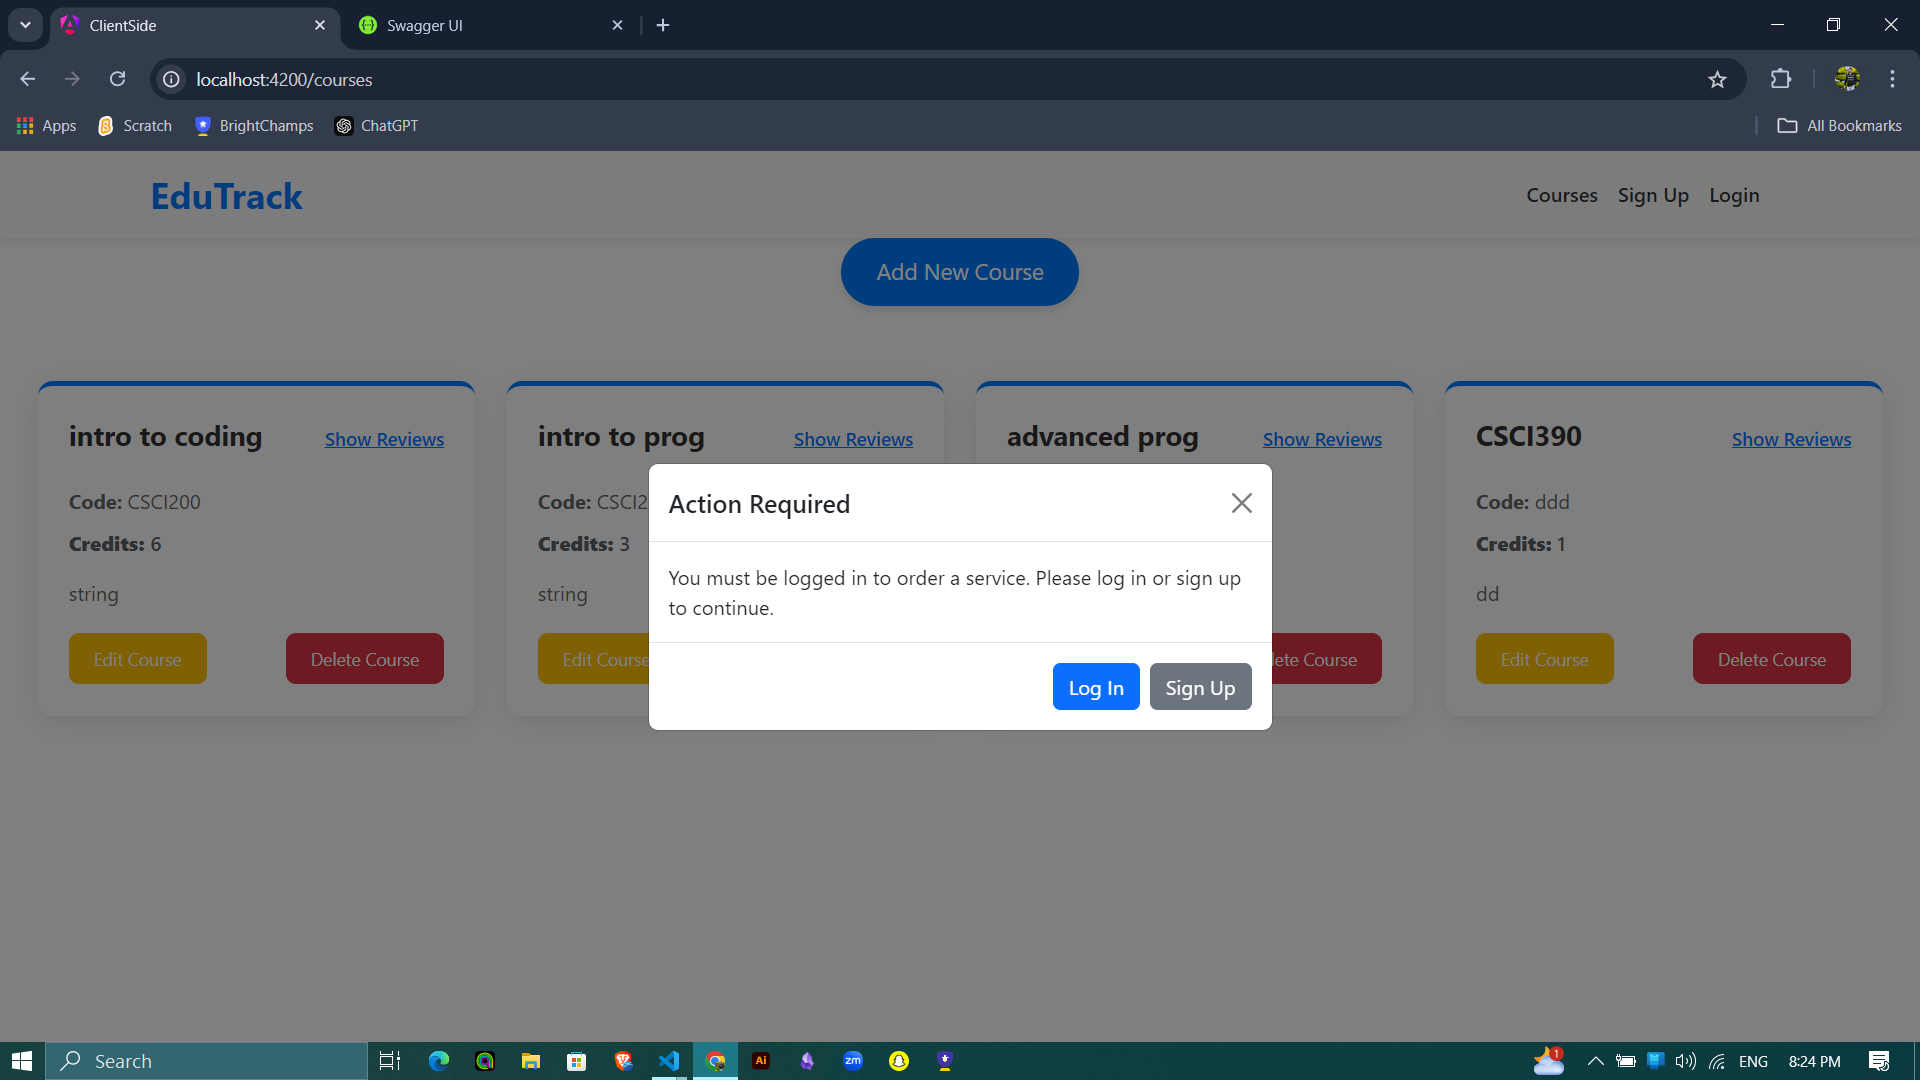 ClientSide
Swagger UI
localhost:4200/courses
Apps
Scratch
BrightChamps
ChatGPT
All Bookmarks
EduTrack
Courses
Sign Up
Login
Add New Course
intro to coding
Show Reviews
Code: CSCI200
Credits: 6
string
Edit Course
Delete Course
intro to prog
Show Reviews
Code: CSCI2
Credits: 3
string
Edit Course
advanced prog
Show Reviews
lete Course
CSCI390
Show Reviews
Code: ddd
Credits: 1
dd
Edit Course
Delete Course
Action Required
You must be logged in to order a service. Please log in or sign up
to continue.
Log In
Sign Up
Search
Ai
zm
1
ENG
8:24 PM